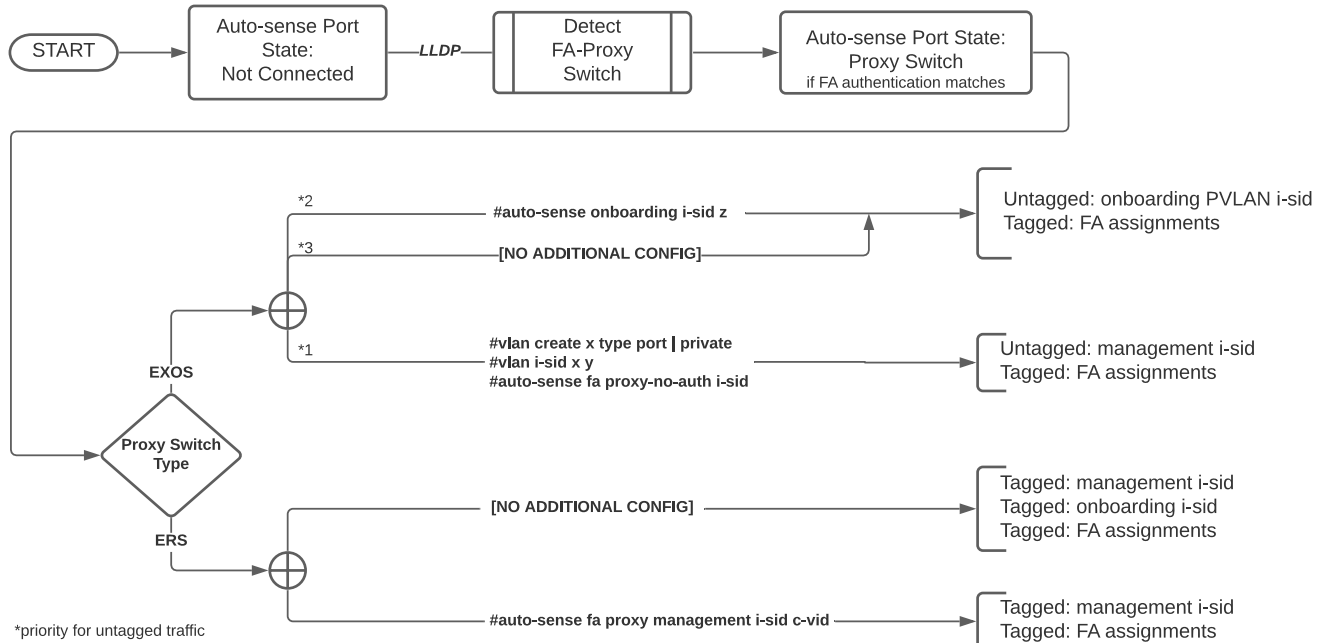 START
Auto-sense Port
State:
Not Connected
LLDP
Detect
FA-Proxy
Switch
Auto-sense Port State:
Proxy Switch
if FA authentication matches
*2
#auto-sense onboarding i-sid z
Untagged: onboarding PVLAN i-sid
Tagged: FA assignments
*3
[NO ADDITIONAL CONFIG]
*1
#vlan create x type port | private
#vlan i-sid x y
#auto-sense fa proxy-no-auth i-sid
Untagged: management i-sid
Tagged: FA assignments
EXOS
Proxy Switch
Type
ERS
[NO ADDITIONAL CONFIG]
Tagged: management i-sid
Tagged: onboarding i-sid
Tagged: FA assignments
#auto-sense fa proxy management i-sid c-vid
Tagged: management i-sid
Tagged: FA assignments
*priority for untagged traffic